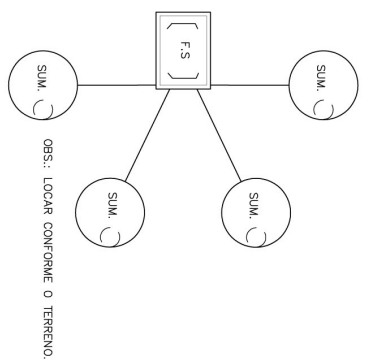 F.S
SUM.
SUM.
SUM.
SUM.
OBS.: LOCAR CONFORME O TERRENO.